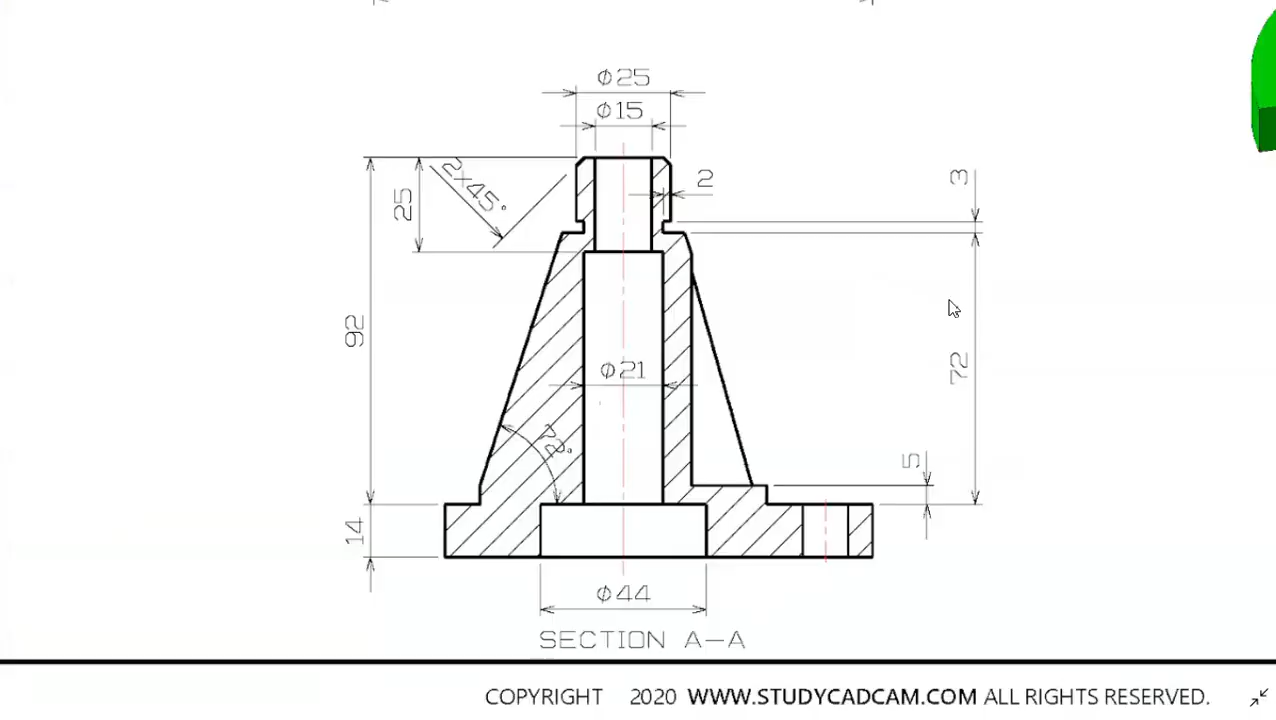 Φ25
Φ15
2x45°
2
3
25
92
72
Φ21
72°
5
14
Φ44
SECTION A-A
COPYRIGHT 2020 WWW.STUDYCADCAM.COM ALL RIGHTS RESERVED.